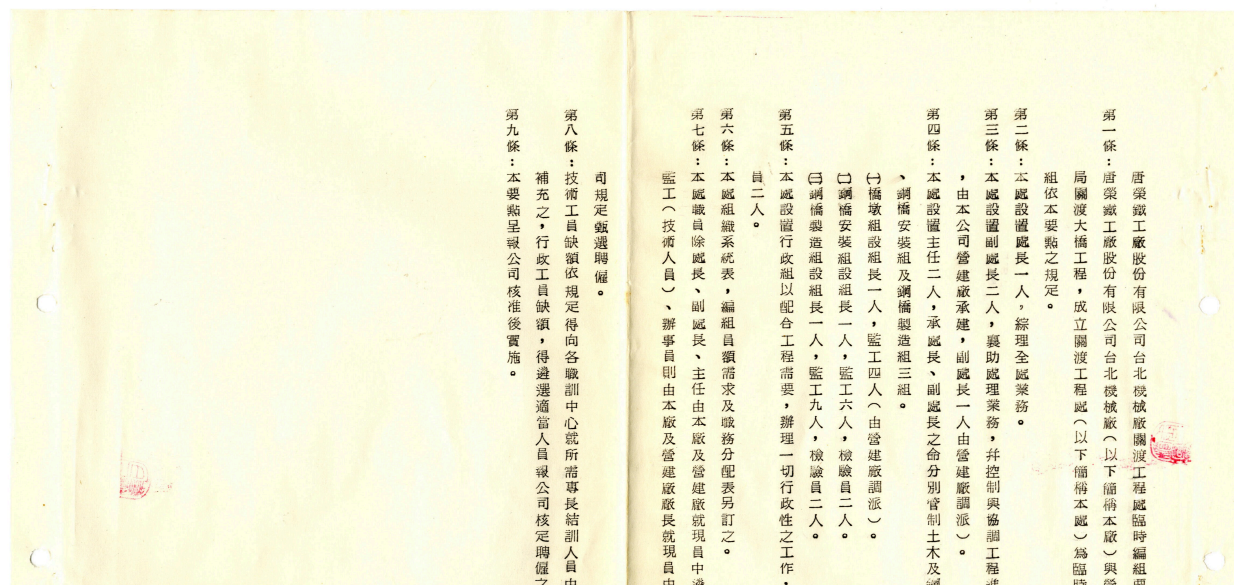 唐榮鐵工廠股份有限公司台北機械廠關渡工程處臨時編組要
第一條：唐榮鐵工廠股份有限公司台北機械廠（以下簡稱本廠）與
局關渡大橋工程，成立關渡工程處（以下簡稱本處）為臨時
組依本要點之規定。
第二條：本處設置處長一人，綜理全處業務。
第三條：本處設置副處長二人，襄助處理業務，并控制與協調工程進
，由本公司營建廠承建，副處長一人由營建廠調派）。
第四條：本處設置主任二人，承處長、副處長之命分別管制土木及鋼
、鋼橋安裝組及鋼橋製造組三組。
㈠橋墩組設組長一人，監工四人（由營建廠調派）。
㈡鋼橋安裝組設組長一人，監工六人，檢驗員二人。
㈢鋼橋製造組設組長一人，監工九人，檢驗員二人。
第五條：本處設置行政組以配合工程需要，辦理一切行政性之工作，
員二人。
第六條：本處組織系統表，編組員額需求及職務分配表另訂之。
第七條：本處職員除處長、副處長、主任由本廠及營建廠就現員中遴
監工（技術人員）、辦事員則由本廠及營建廠廠長就現員中
司規定甄選聘僱。
第八條：技術工員缺額依規定得向各職訓中心就所需專長結訓人員中
補充之，行政工員缺額，得遴選適當人員報公司核定聘僱之
第九條：本要點呈報公司核准後實施。